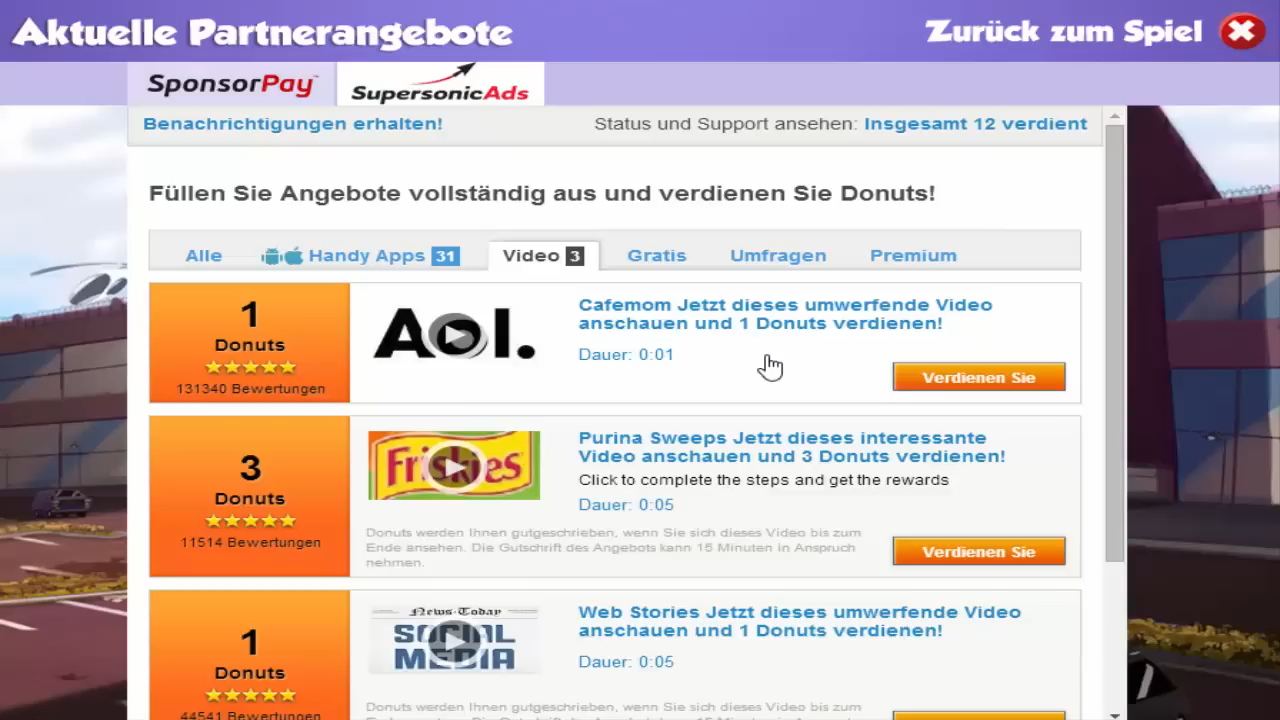 Aktuelle Partnerangebote
Zurück zum Spiel
SponsorPay
SupersonicAds
Benachrichtigungen erhalten!
Status und Support ansehen: Insgesamt 12 verdient
Füllen Sie Angebote vollständig aus und verdienen Sie Donuts!
Alle
Handy Apps 31
Video 3
Gratis
Umfragen
Premium
1
Donuts
131340 Bewertungen
Aol.
Cafemom Jetzt dieses umwerfende Video
anschauen und 1 Donuts verdienen!
Dauer: 0:01
Verdienen Sie
3
Donuts
11514 Bewertungen
Friskies
Purina Sweeps Jetzt dieses interessante
Video anschauen und 3 Donuts verdienen!
Click to complete the steps and get the rewards
Dauer: 0:05
Donuts werden Ihnen gutgeschrieben, wenn Sie sich dieses Video bis zum
Ende ansehen. Die Gutschrift des Angebots kann 15 Minuten in Anspruch
nehmen.
Verdienen Sie
1
Donuts
44541 Bewertungen
News Today
SOCIAL
MEDIA
Web Stories Jetzt dieses umwerfende Video
anschauen und 1 Donuts verdienen!
Dauer: 0:05
Donuts werden Ihnen gutgeschrieben, wenn Sie sich dieses Video bis zum